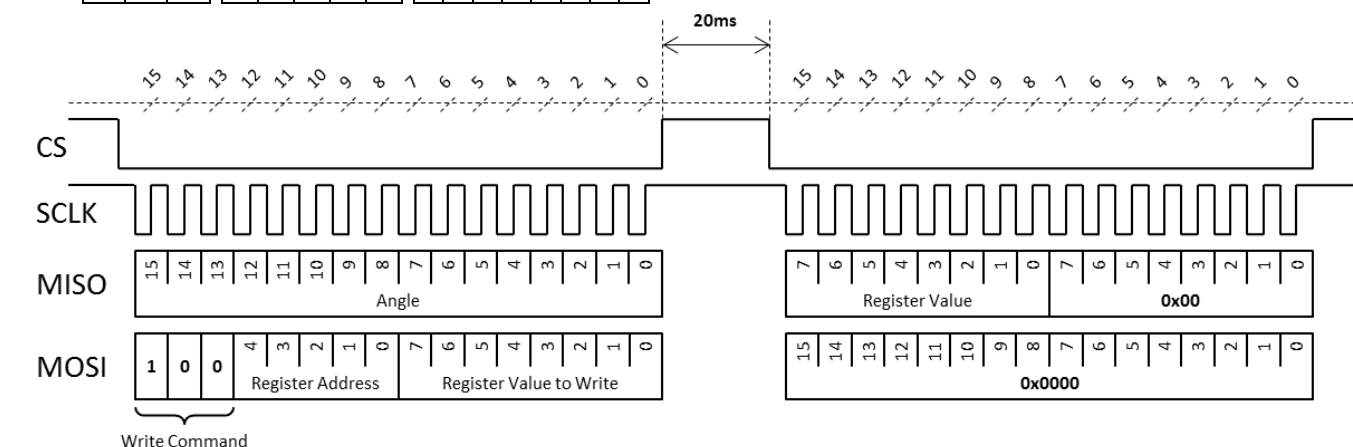 20ms
15 14 13 12 11 10 9 8 7 6 5 4 3 2 1 0 15 14 13 12 11 10 9 8 7 6 5 4 3 2 1 0
CS
SCLK
MISO 15 14 13 12 11 10 9 8 7 6 5 4 3 2 1 0 7 6 5 4 3 2 1 0 7 6 5 4 3 2 1 0
Angle Register Value 0x00
MOSI 1 0 0 4 3 2 1 0 7 6 5 4 3 2 1 0 15 14 13 12 11 10 9 8 7 6 5 4 3 2 1 0
Register Address Register Value to Write 0x0000
Write Command